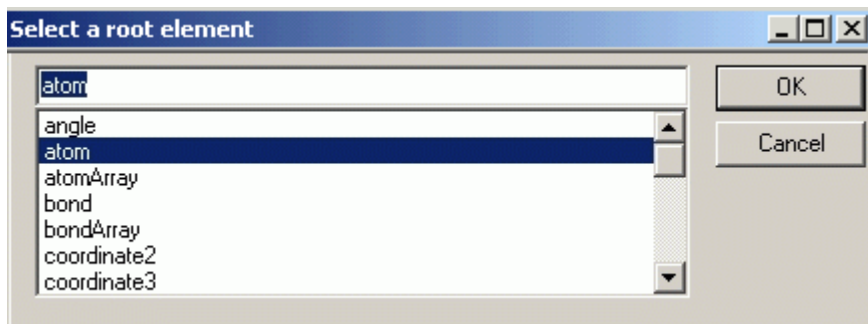 Select a root element
atom
OK
angle
atom
Cancel
atomArray
bond
bondArray
coordinate2
coordinate3